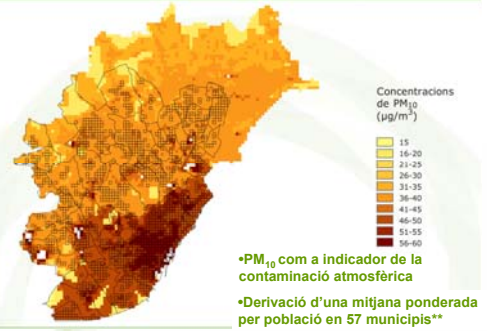 Concentracions
de PM10
(µg/m3)
15
16-20
21-25
26-30
31-35
36-40
41-45
46-50
51-55
56-60
•PM10 com a indicador de la
contaminació atmosfèrica
•Derivació d'una mitjana ponderada
per població en 57 municipis**